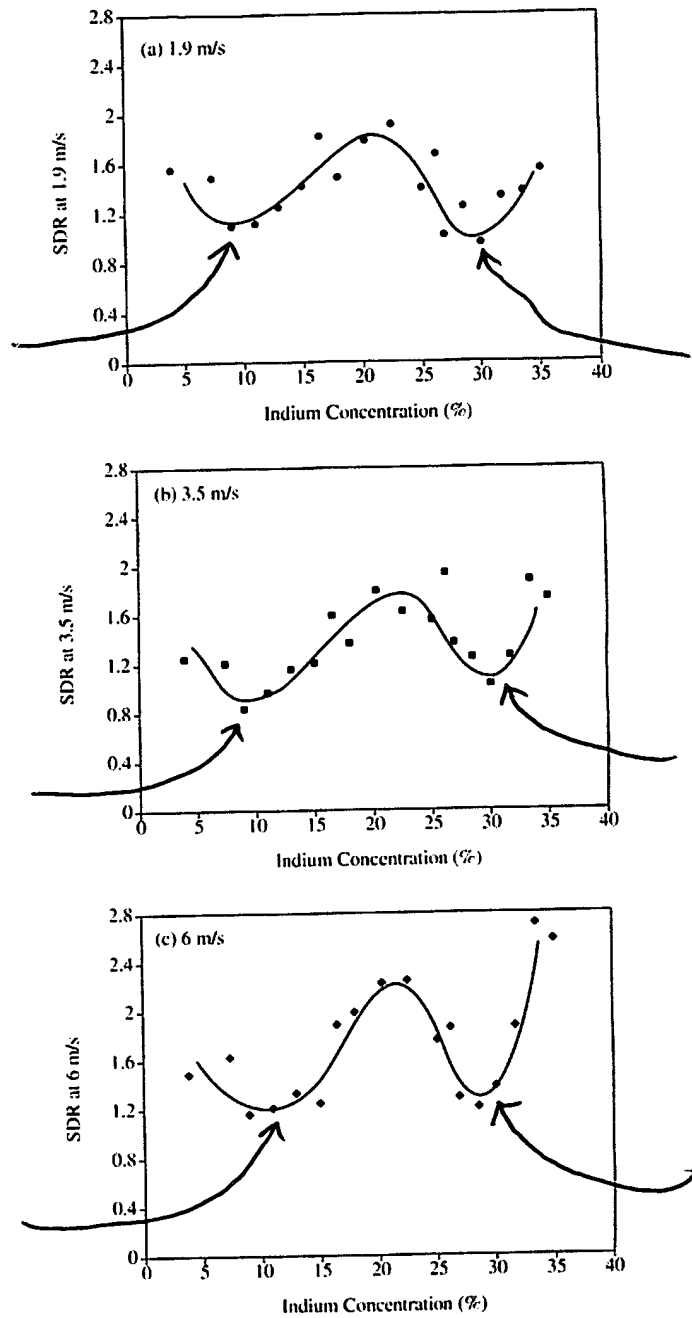 2.8
(a) 1.9 m/s
2.4
2
1.6
1.2
0.8
0.4
0
SDR at 1.9 m/s
0 5 10 15 20 25 30 35 40
Indium Concentration (%)
2.8
(b) 3.5 m/s
2.4
2
1.6
1.2
0.8
0.4
0
SDR at 3.5 m/s
0 5 10 15 20 25 30 35 40
Indium Concentration (%)
2.8
(c) 6 m/s
2.4
2
1.6
1.2
0.8
0.4
0
SDR at 6 m/s
0 5 10 15 20 25 30 35 40
Indium Concentration (%)